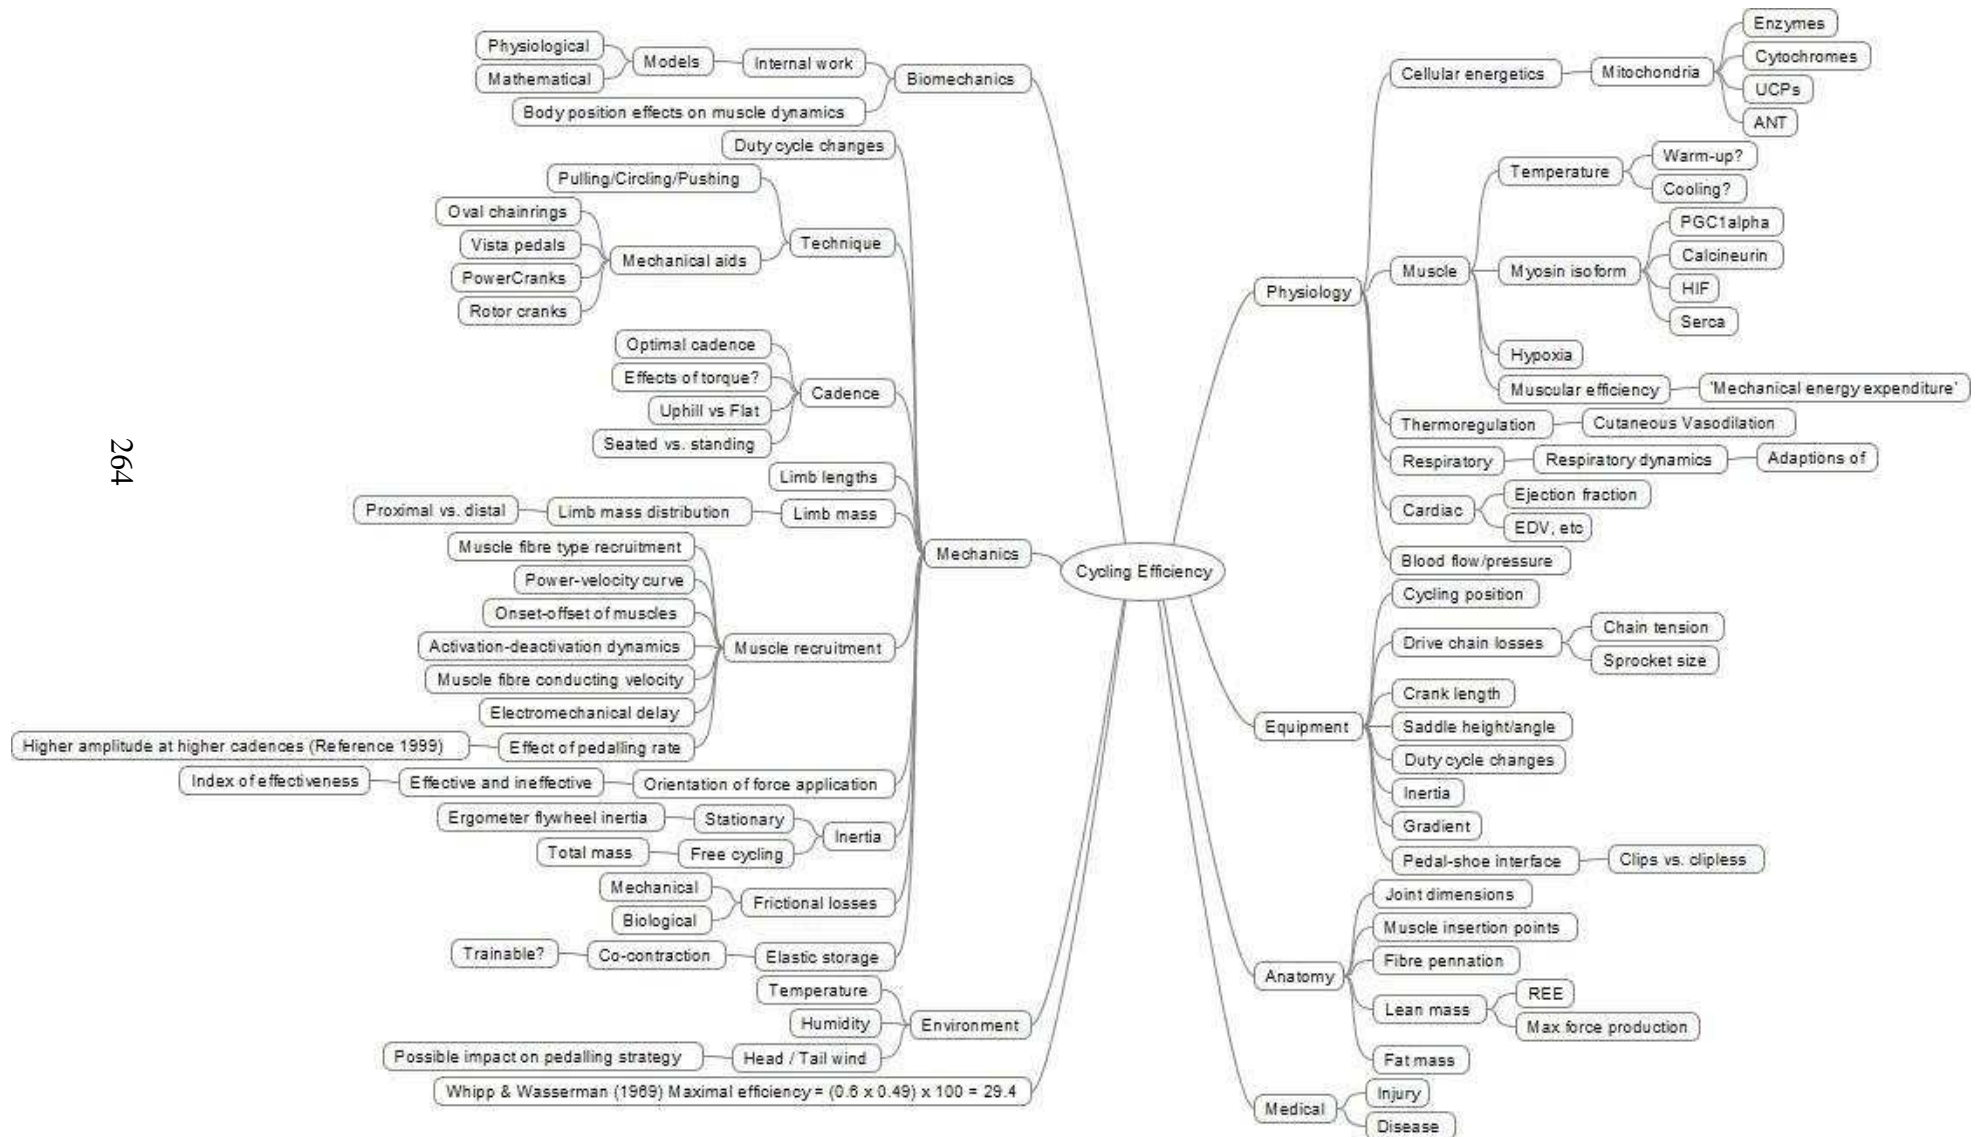 Physiological
Mathematical
Models
Internal work
Biomechanics
Body position effects on muscle dynamics
Duty cycle changes
Pulling/Circling/Pushing
Oval chainrings
Vista pedals
PowerCranks
Rotor cranks
Mechanical aids
Technique
Optimal cadence
Effects of torque?
Uphill vs Flat
Seated vs. standing
Cadence
Limb lengths
Proximal vs. distal
Limb mass distribution
Limb mass
Mechanics
Muscle fibre type recruitment
Power-velocity curve
Onset-offset of muscles
Activation-deactivation dynamics
Muscle fibre conducting velocity
Electromechanical delay
Higher amplitude at higher cadences (Reference 1999)
Effect of pedalling rate
Muscle recruitment
Index of effectiveness
Effective and ineffective
Orientation of force application
Ergometer flywheel inertia
Stationary
Total mass
Free cycling
Inertia
Mechanical
Biological
Frictional losses
Trainable?
Co-contraction
Elastic storage
Temperature
Humidity
Possible impact on pedalling strategy
Head / Tail wind
Environment
Whipp & Wasserman (1969) Maximal efficiency = (0.6 x 0.49) x 100 = 29.4
264
Cycling Efficiency
Physiology
Cellular energetics
Mitochondria
Enzymes
Cytochromes
UCPs
ANT
Muscle
Temperature
Warm-up?
Cooling?
Myosin isoform
PGC1alpha
Calcineurin
HIF
Serca
Hypoxia
Muscular efficiency
'Mechanical energy expenditure'
Thermoregulation
Cutaneous Vasodilation
Respiratory
Respiratory dynamics
Adaptions of
Cardiac
Ejection fraction
EDV, etc
Blood flow/pressure
Equipment
Cycling position
Drive chain losses
Chain tension
Sprocket size
Crank length
Saddle height/angle
Duty cycle changes
Inertia
Gradient
Pedal-shoe interface
Clips vs. clipless
Anatomy
Joint dimensions
Muscle insertion points
Fibre pennation
Lean mass
REE
Max force production
Fat mass
Medical
Injury
Disease